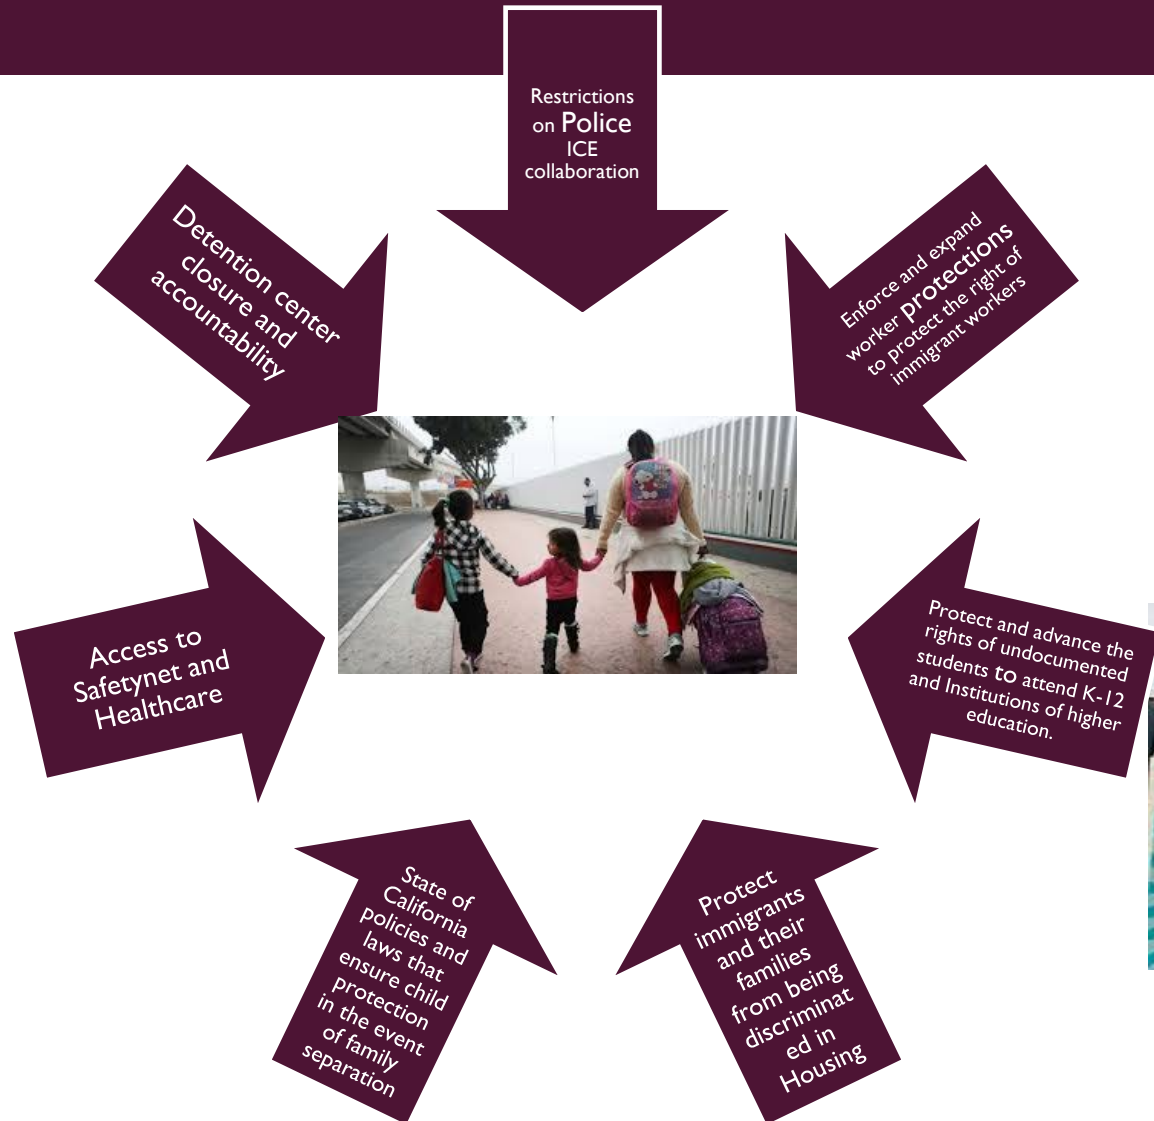 Restrictions
on Police
ICE
collaboration
Enforce and expand
worker protections
to protect the right of
immigrant workers
Protect and advance the
rights of undocumented
students to attend K-12
and Institutions of higher
education.
Protect
immigrants
and their
families
from being
discriminat
ed in
Housing
State of
California
policies and
laws that
ensure child
protection
in the event
of family
separation
Access to
Safetynet and
Healthcare
Detention center
closure and
accountability